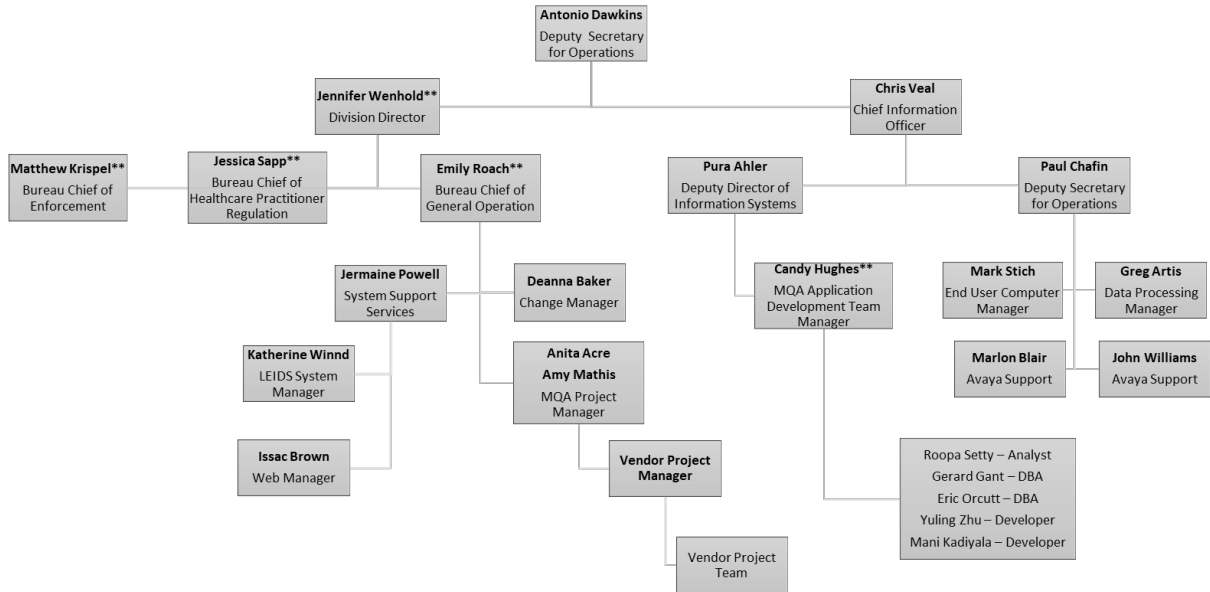 Antonio Dawkins
Deputy Secretary
for Operations
Jennifer Wenhold**
Division Director
Chris Veal
Chief Information
Officer
Matthew Krispel**
Bureau Chief of
Enforcement
Jessica Sapp**
Bureau Chief of
Healthcare Practitioner
Regulation
Emily Roach**
Bureau Chief of
General Operation
Pura Ahler
Deputy Director of
Information Systems
Paul Chafin
Deputy Secretary
for Operations
Jermaine Powell
System Support
Services
Deanna Baker
Change Manager
Candy Hughes**
MQA Application
Development Team
Manager
Mark Stich
End User Computer
Manager
Greg Artis
Data Processing
Manager
Katherine Winnd
LEIDS System
Manager
Anita Acre
Amy Mathis
MQA Project
Manager
Marlon Blair
Avaya Support
John Williams
Avaya Support
Issac Brown
Web Manager
Vendor Project
Manager
Roopa Setty – Analyst
Gerard Gant – DBA
Eric Orcutt – DBA
Yuling Zhu – Developer
Mani Kadiyala – Developer
Vendor Project
Team